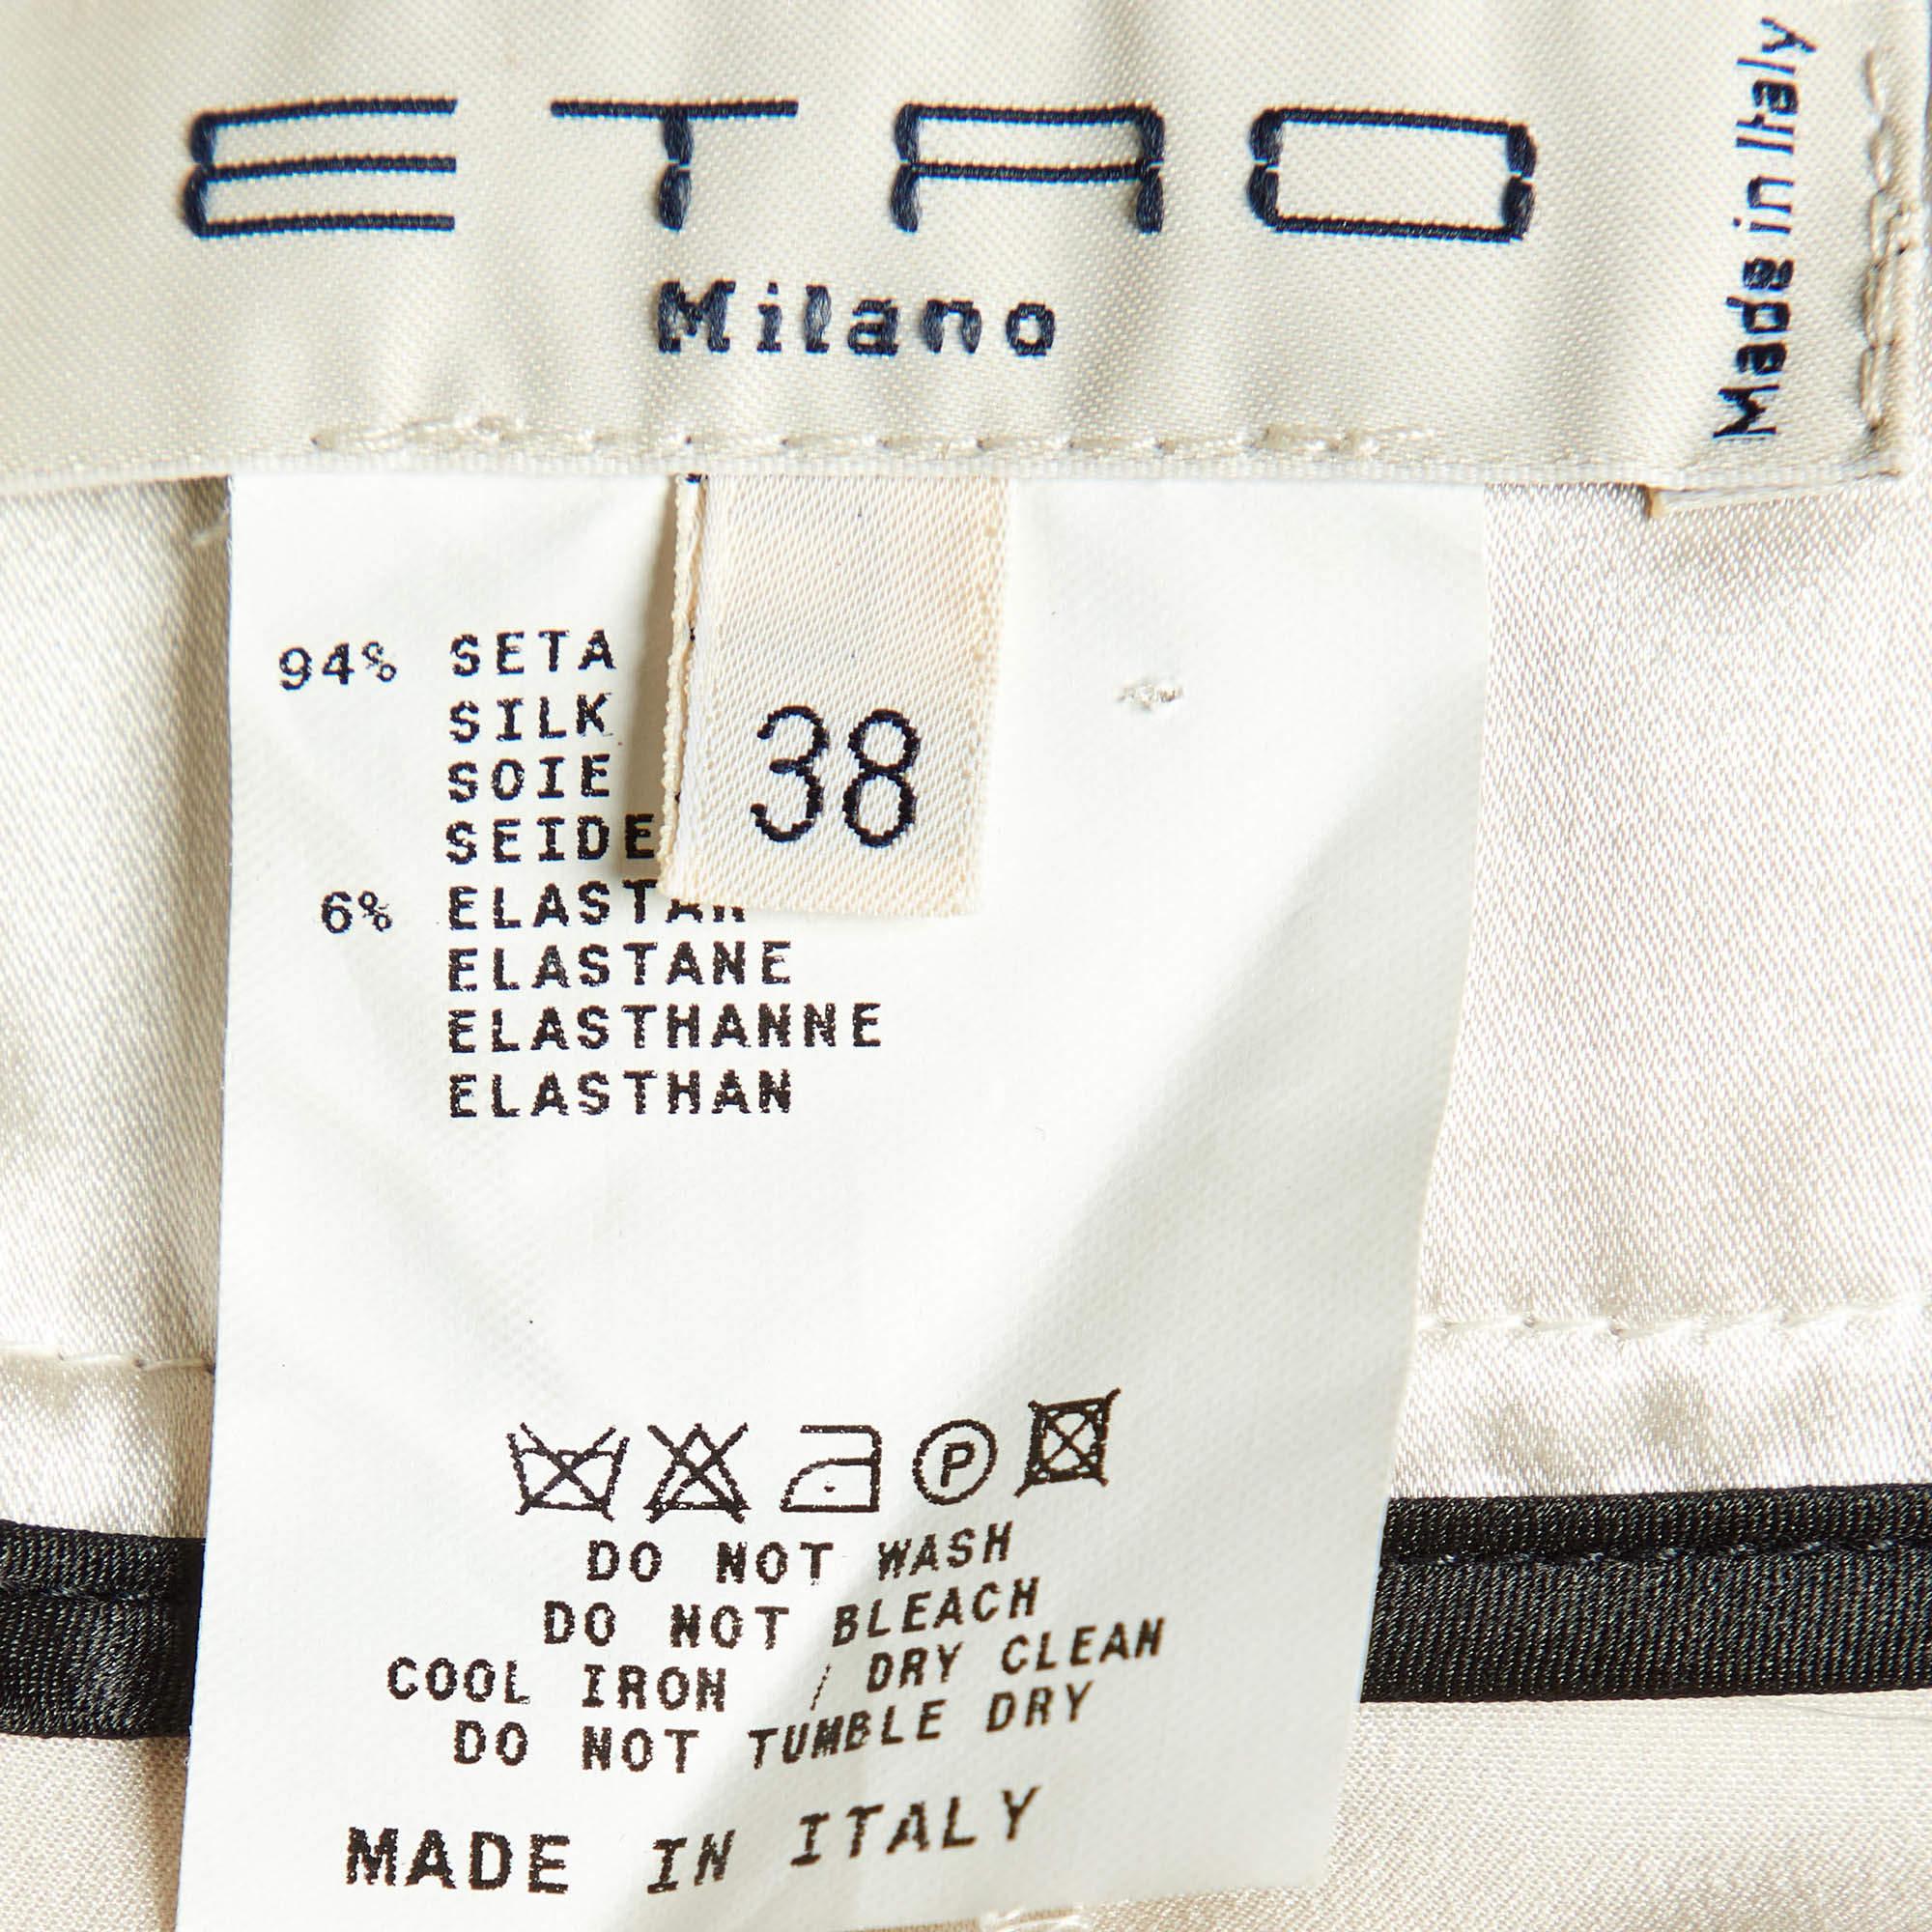 ETRO
Milano
Made in Italy
38
94% SETA
SILK
SOIE
SEIDE
6%
ELASTANE
ELASTHANNE
ELASTHAN
P
DO NOT WASH
DO NOT BLEACH
COOL IRON / DRY CLEAN
DO NOT TUMBLE DRY
MADE IN ITALY